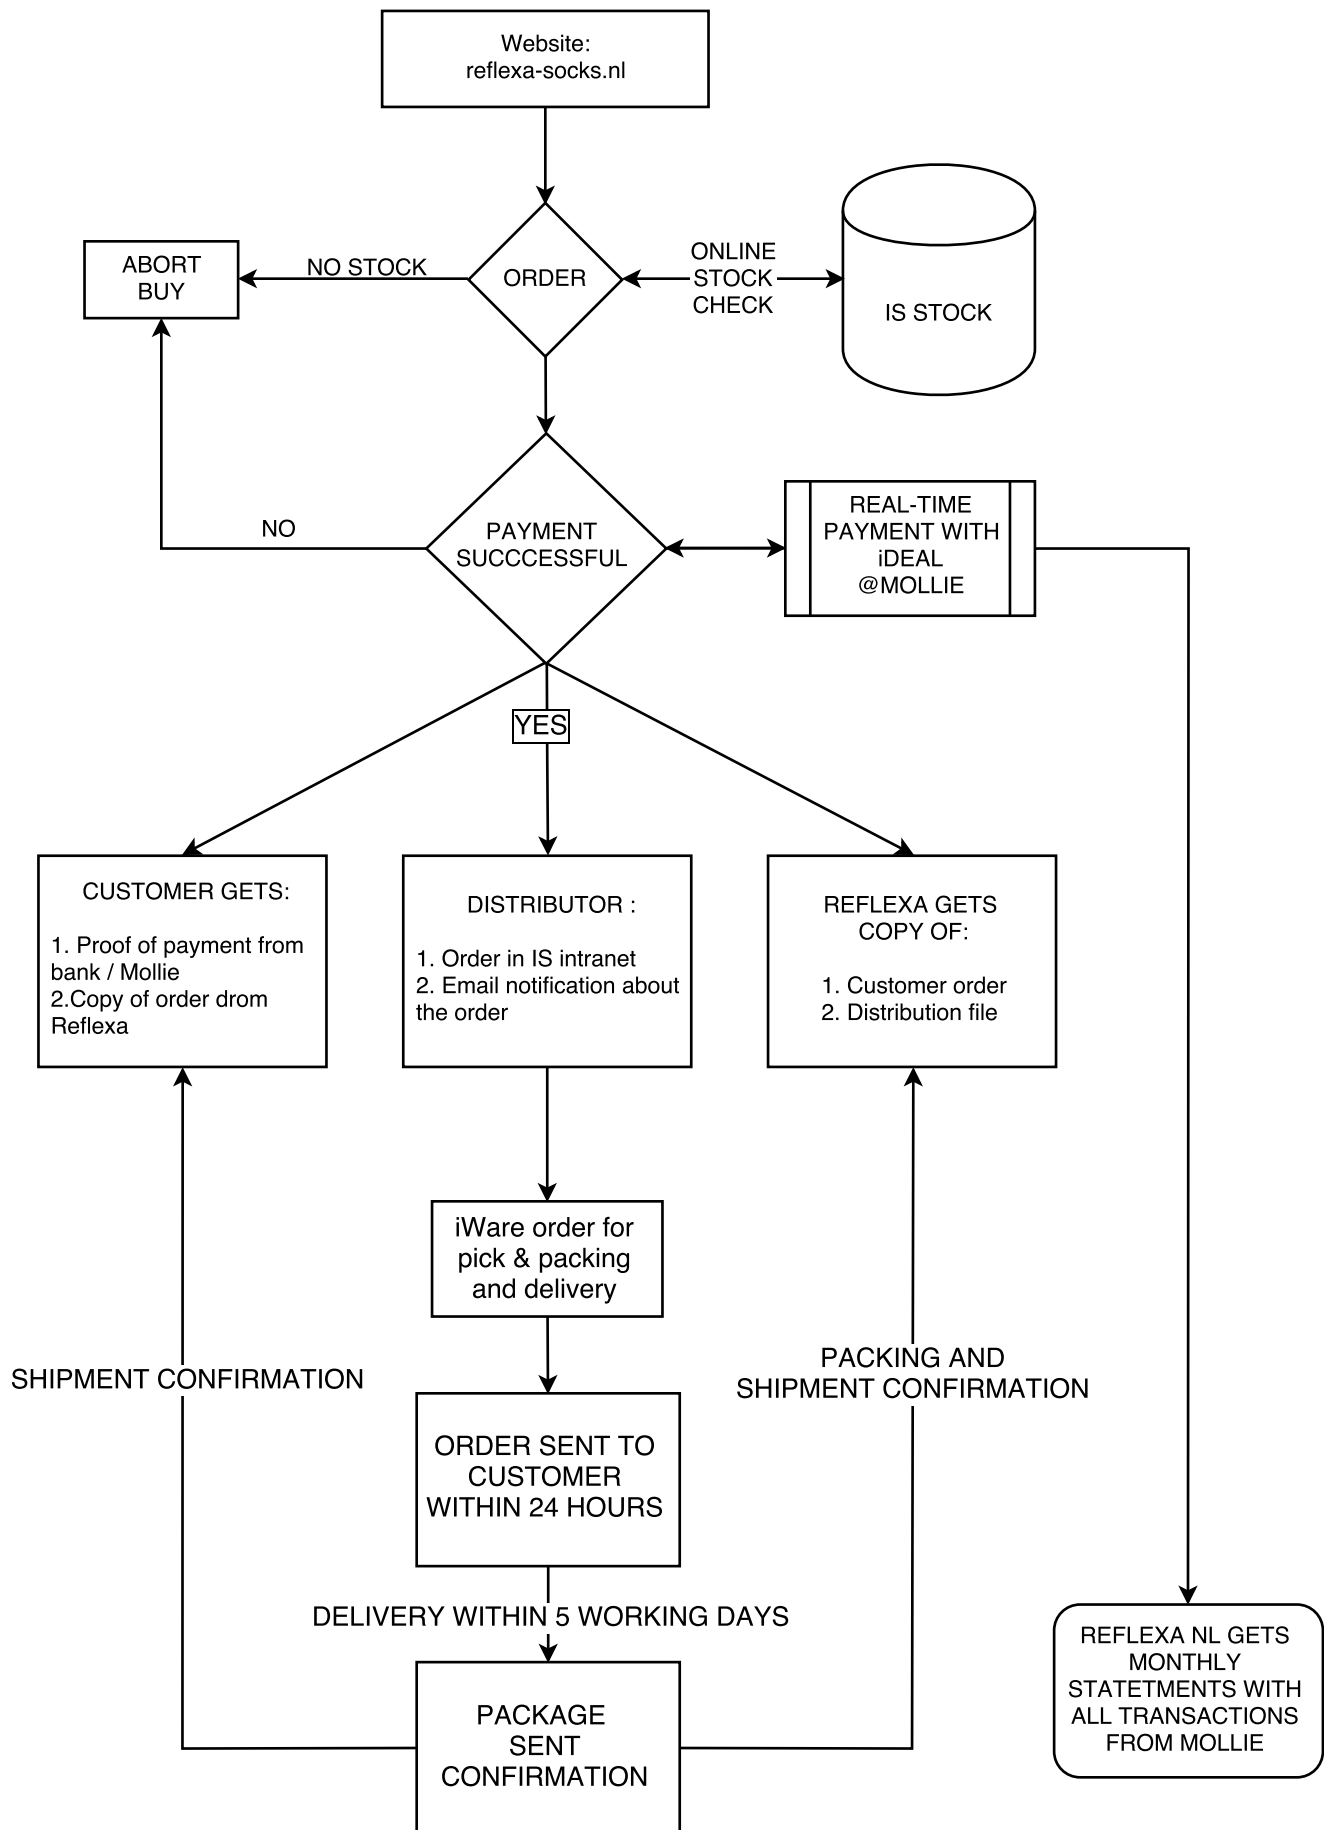 Website:
reflexa-socks.nl
ABORT
BUY
NO STOCK
ORDER
ONLINE
STOCK
CHECK
IS STOCK
NO
PAYMENT
SUCCCESSFUL
REAL-TIME
PAYMENT WITH
iDEAL
@MOLLIE
YES
CUSTOMER GETS:
1. Proof of payment from
bank / Mollie
2.Copy of order drom
Reflexa
DISTRIBUTOR :
1. Order in IS intranet
2. Email notification about
the order
REFLEXA GETS
COPY OF:
1. Customer order
2. Distribution file
iWare order for
pick & packing
and delivery
SHIPMENT CONFIRMATION
PACKING AND
SHIPMENT CONFIRMATION
ORDER SENT TO
CUSTOMER
WITHIN 24 HOURS
DELIVERY WITHIN 5 WORKING DAYS
PACKAGE
SENT
CONFIRMATION
REFLEXA NL GETS
MONTHLY
STATETMENTS WITH
ALL TRANSACTIONS
FROM MOLLIE